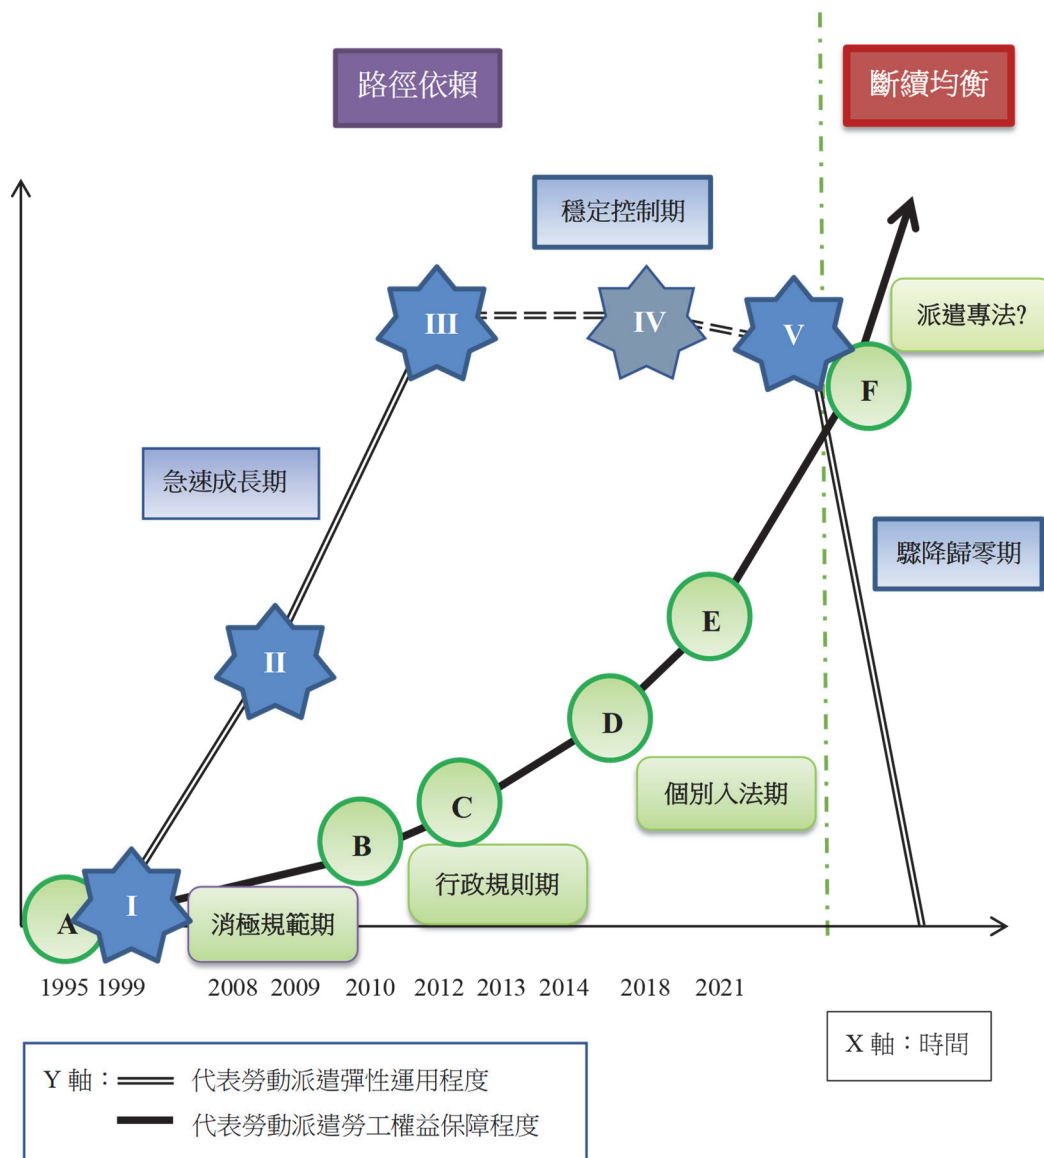 路徑依賴
斷續均衡
穩定控制期
III
IV
V
派遣專法?
F
急速成長期
驟降歸零期
E
II
D
個別入法期
C
B
行政規則期
A
I
消極規範期
1995 1999 2008 2009 2010 2012 2013 2014 2018 2021
X 軸：時間
Y 軸： 代表勞動派遣彈性運用程度
代表勞動派遣勞工權益保障程度